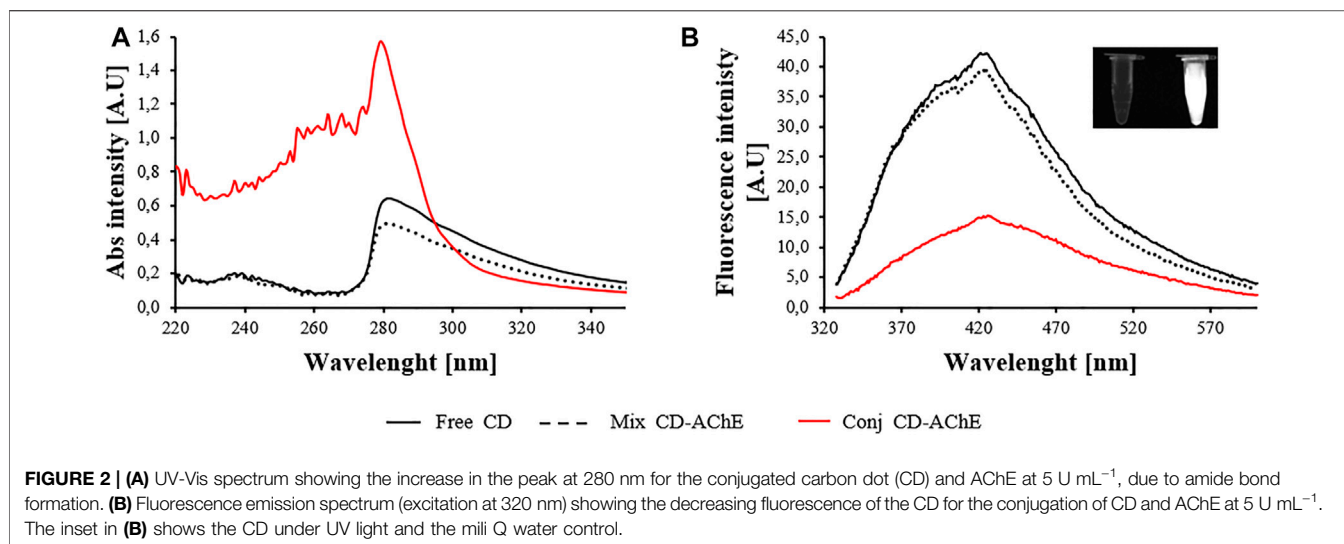 A
1,6
1,4
1,2
1,0
0,8
0,6
0,4
0,2
0,0
Abs intensity [A.U]
220 240 260 280 300 320 340
Wavelenght [nm]
B
45,0
40,0
35,0
30,0
25,0
20,0
15,0
10,0
5,0
0,0
Fluorescence intenisty
[A.U]
320 370 420 470 520 570
Wavelenght [nm]
Free CD Mix CD-AChE Conj CD-AChE
FIGURE 2 | (A) UV-Vis spectrum showing the increase in the peak at 280 nm for the conjugated carbon dot (CD) and AChE at 5 U mL⁻¹, due to amide bond
formation. (B) Fluorescence emission spectrum (excitation at 320 nm) showing the decreasing fluorescence of the CD for the conjugation of CD and AChE at 5 U mL⁻¹.
The inset in (B) shows the CD under UV light and the mili Q water control.